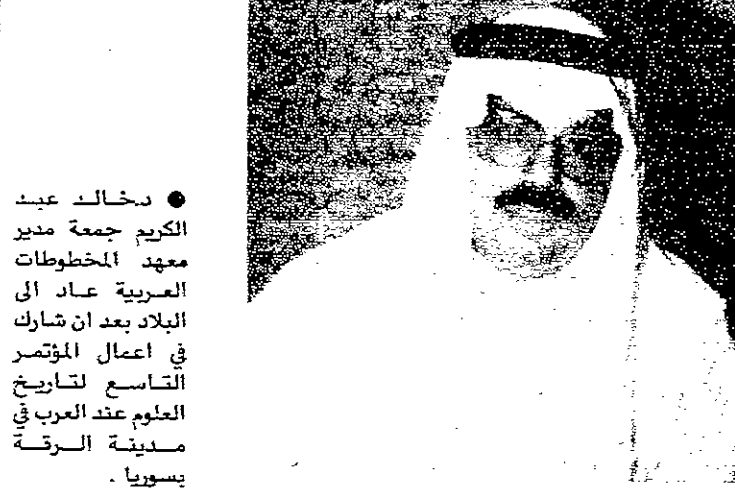 ● د.خالد عبد
الكريم جمعة مدير
معهد المخطوطات
العربية عاد الى
البلاد بعد ان شارك
في اعمال المؤتمر
التاسع لتاريخ
العلوم عند العرب في
مدينة الرقة
بسوريا .